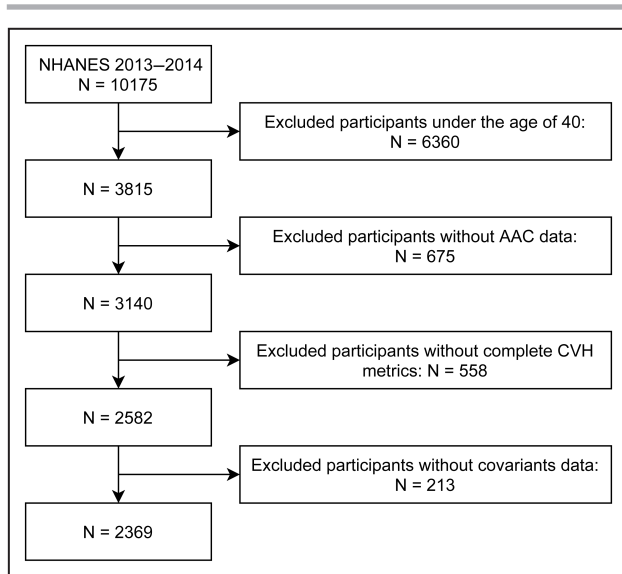 NHANES 2013–2014
N = 10175
Excluded participants under the age of 40:
N = 6360
N = 3815
Excluded participants without AAC data:
N = 675
N = 3140
Excluded participants without complete CVH
metrics: N = 558
N = 2582
Excluded participants without covariants data:
N = 213
N = 2369